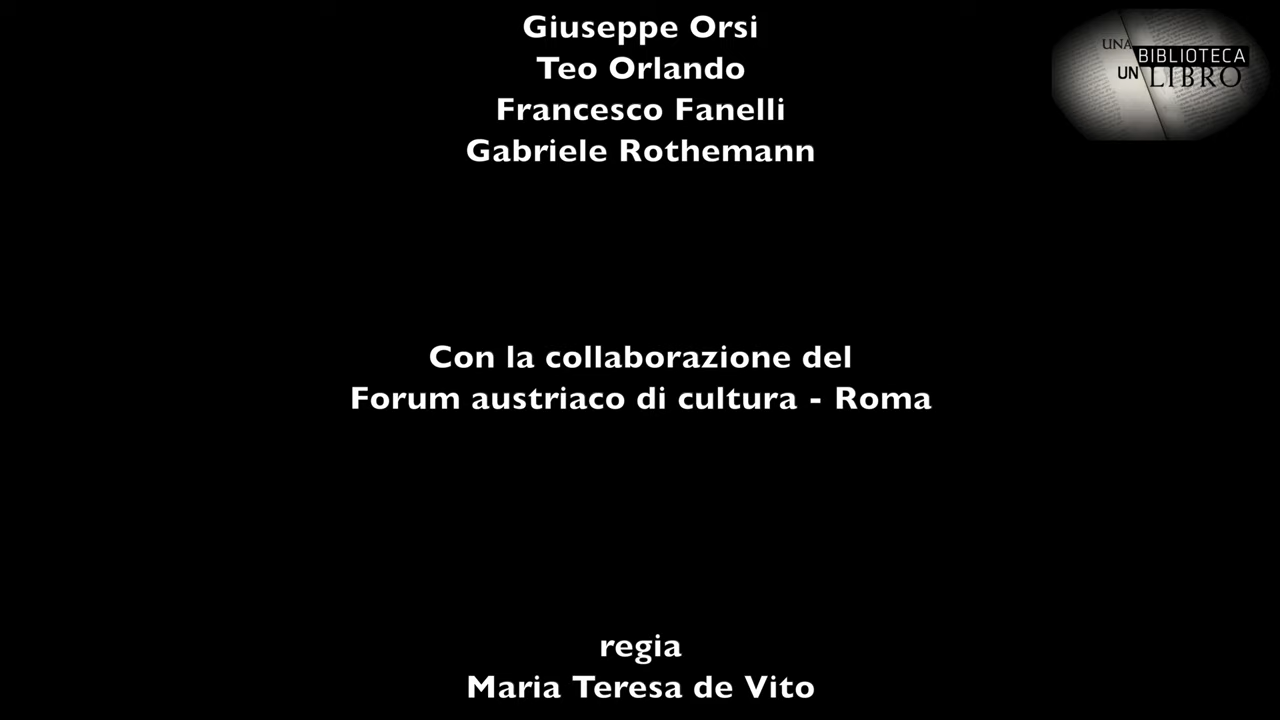 Giuseppe Orsi
Teo Orlando
Francesco Fanelli
Gabriele Rothemann
UNA BIBLIOTECA
UN LIBRO
Con la collaborazione del
Forum austriaco di cultura - Roma
regia
Maria Teresa de Vito